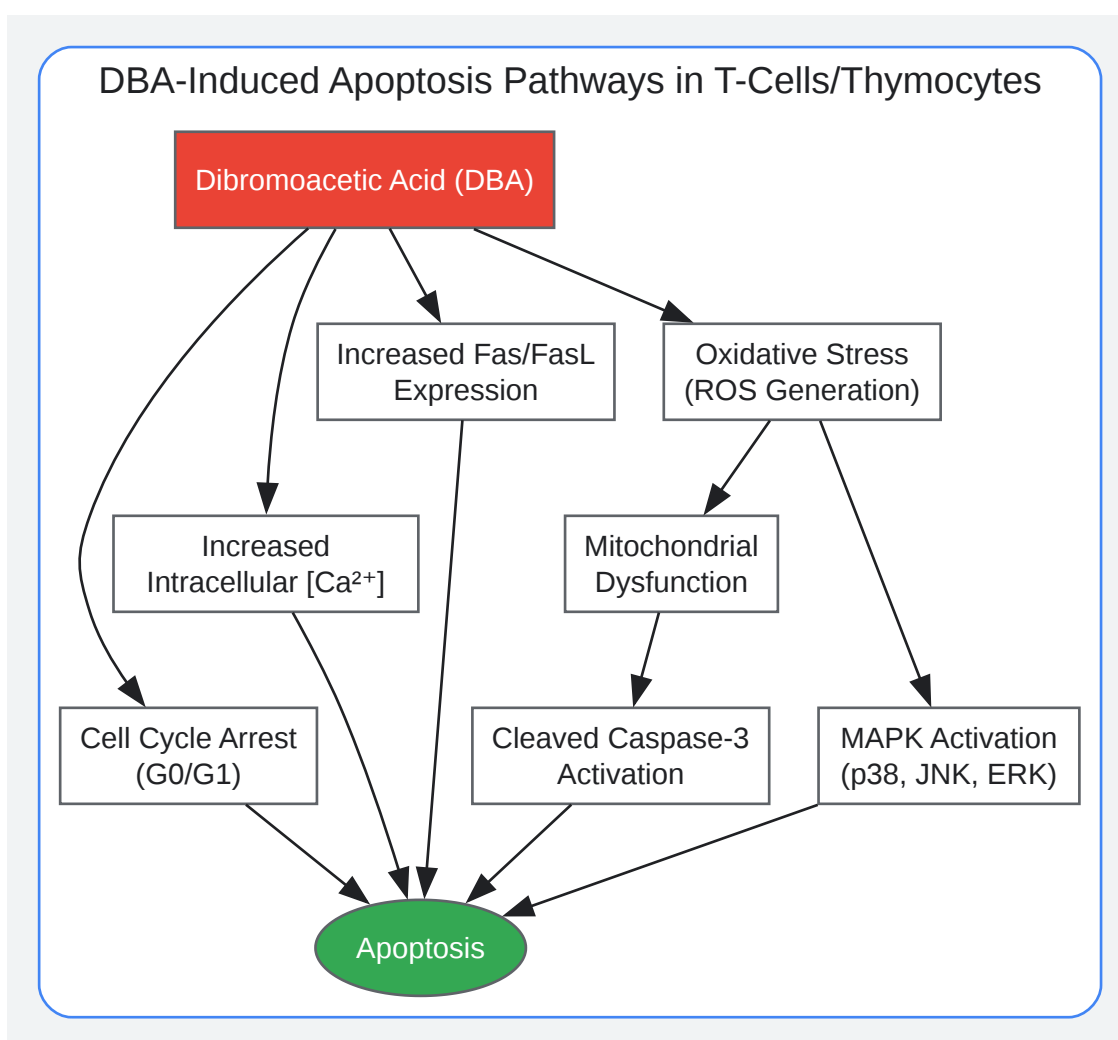 DBA-Induced Apoptosis Pathways in T-Cells/Thymocytes
Dibromoacetic Acid (DBA)
Increased Fas/FasL
Expression
Oxidative Stress
(ROS Generation)
Increased
Intracellular [Ca²⁺]
Mitochondrial
Dysfunction
Cell Cycle Arrest
(G0/G1)
Cleaved Caspase-3
Activation
MAPK Activation
(p38, JNK, ERK)
Apoptosis